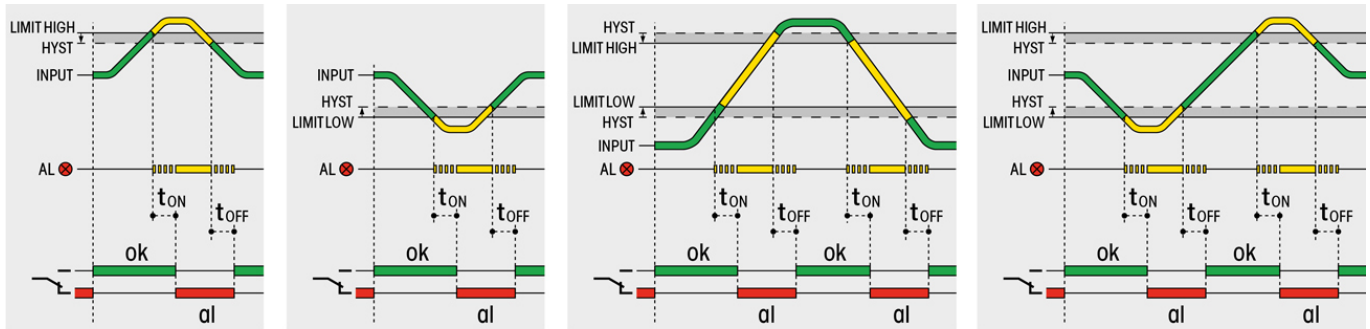 LIMIT HIGH
HYST
INPUT
AL
tON
tOFF
ok
al
INPUT
HYST
LIMIT LOW
AL
tON
tOFF
ok
al
HYST
LIMIT HIGH
LIMIT LOW
HYST
INPUT
AL
tON
tOFF
tON
tOFF
ok
ok
al
al
LIMIT HIGH
HYST
INPUT
HYST
LIMIT LOW
AL
tON
tOFF
tON
tOFF
ok
ok
al
al